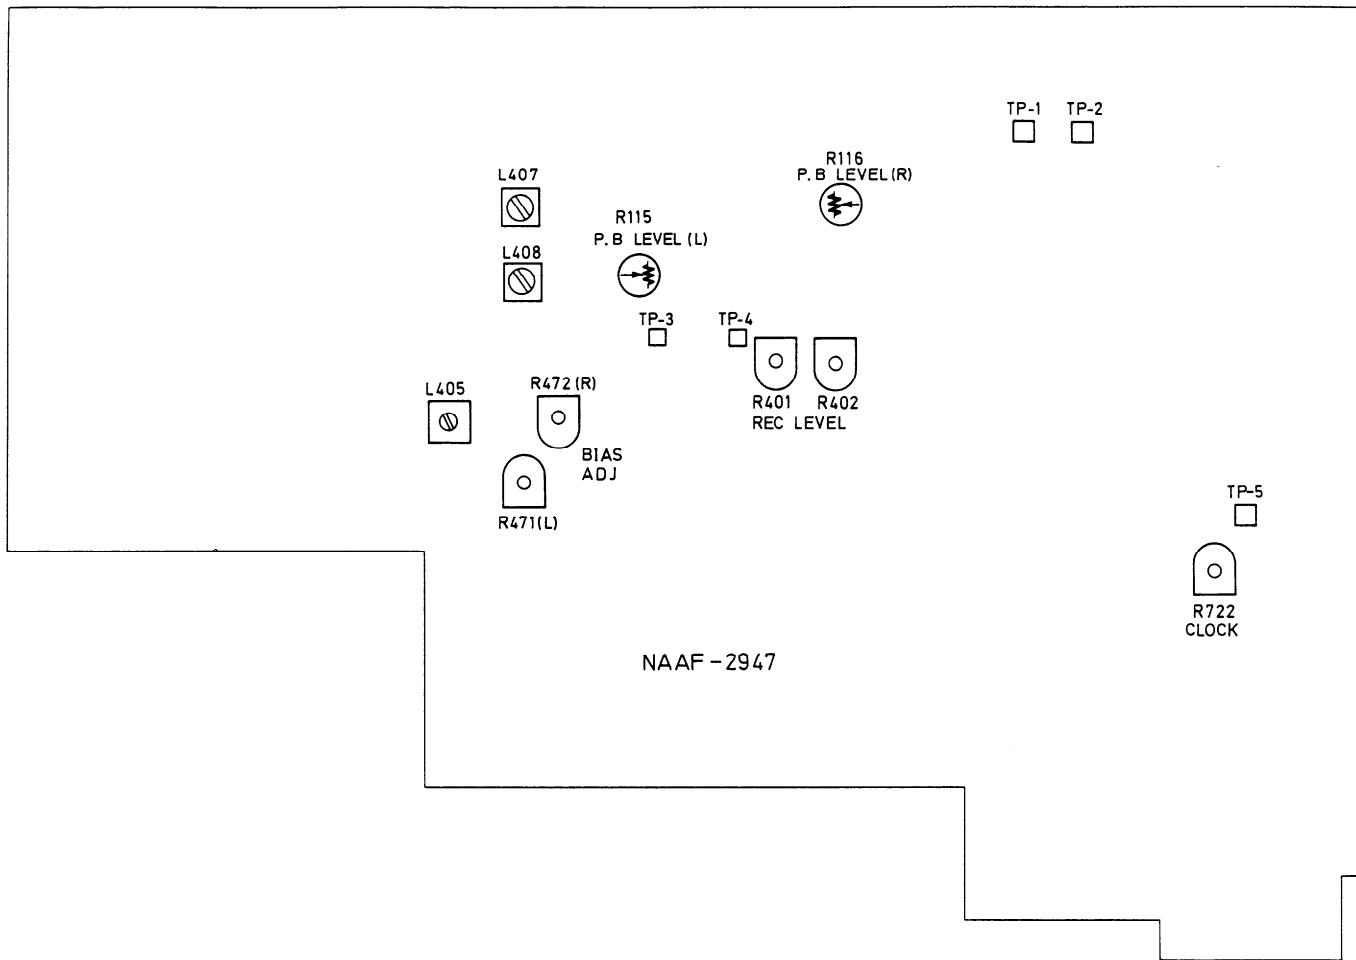 TP-1 TP-2
R116
P.B LEVEL(R)
L407
R115
P.B LEVEL(L)
L408
TP-3 TP-4
L405
R472(R)
R401 R402
REC LEVEL
BIAS
ADJ
R471(L)
TP-5
R722
CLOCK
NAAF-2947